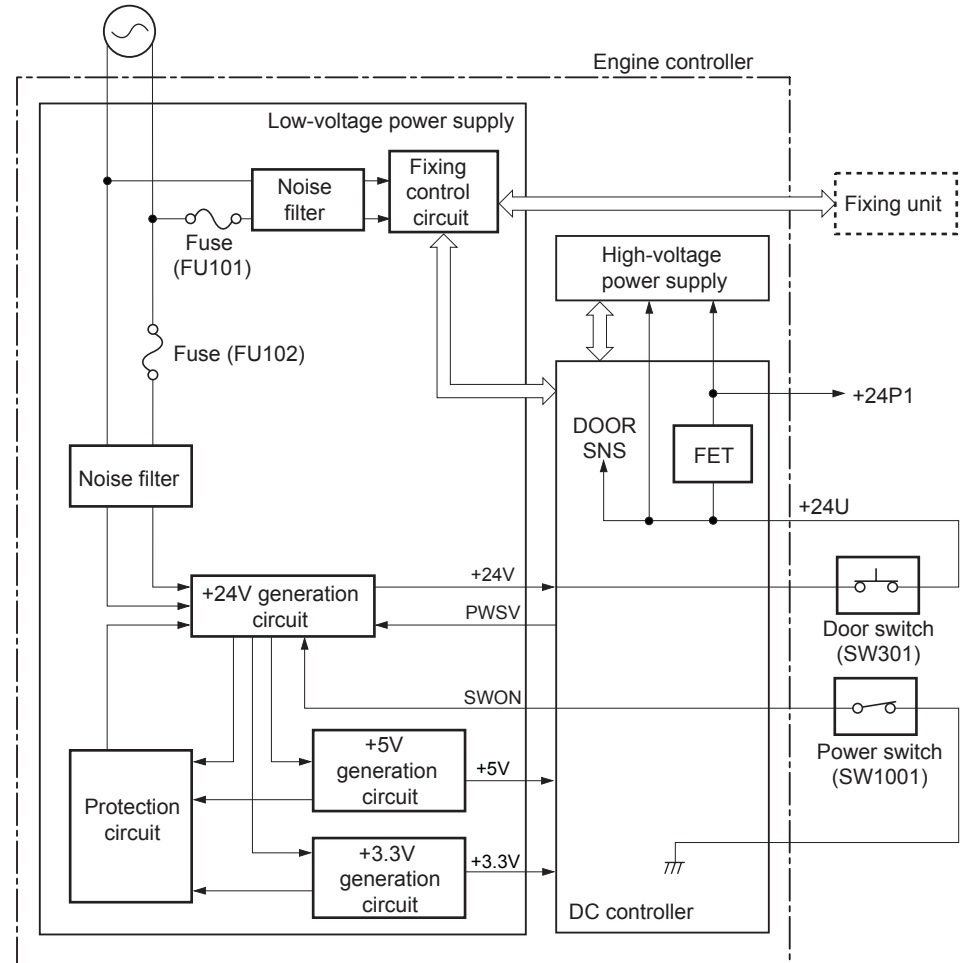 Engine controller
Low-voltage power supply
Noise
filter
Fixing
control
circuit
Fixing unit
Fuse
(FU101)
High-voltage
power supply
Fuse (FU102)
+24P1
DOOR
SNS
FET
Noise filter
+24U
+24V generation
circuit
+24V
PWSV
Door switch
(SW301)
SWON
Power switch
(SW1001)
+5V
generation
circuit
+5V
Protection
circuit
+3.3V
generation
circuit
+3.3V
DC controller